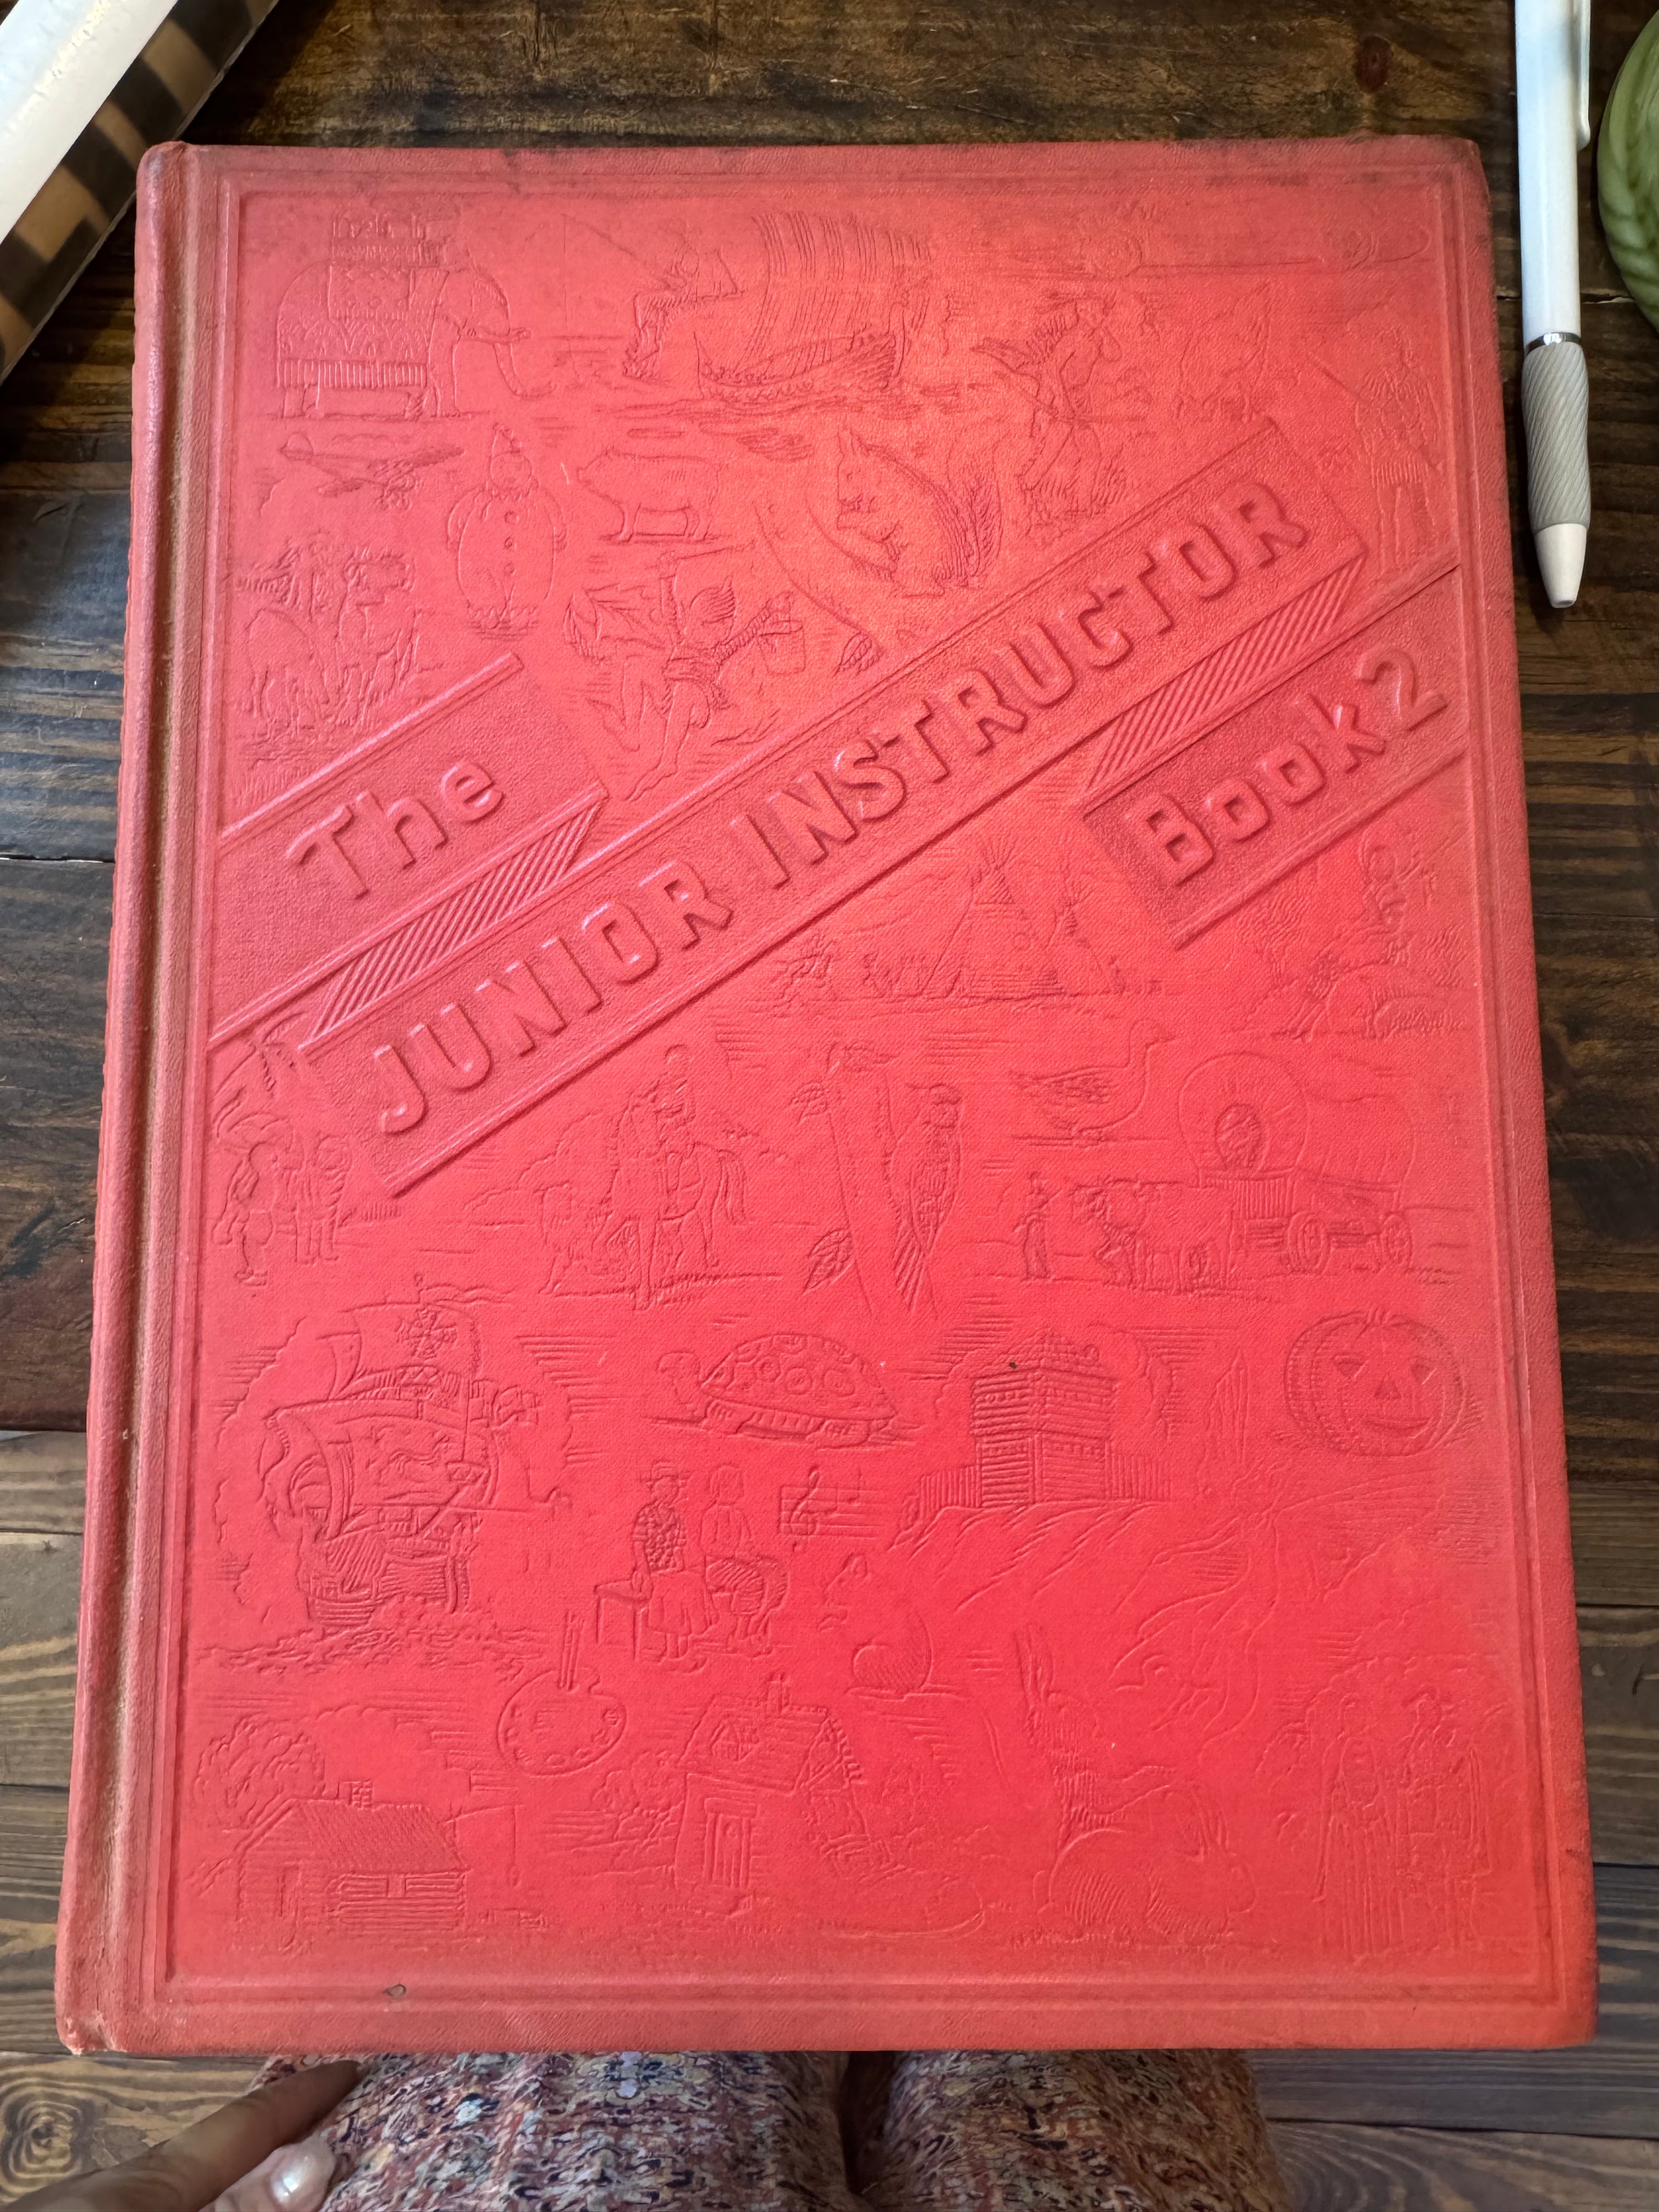 The
JUNIOR INSTRUCTOR
Book 2